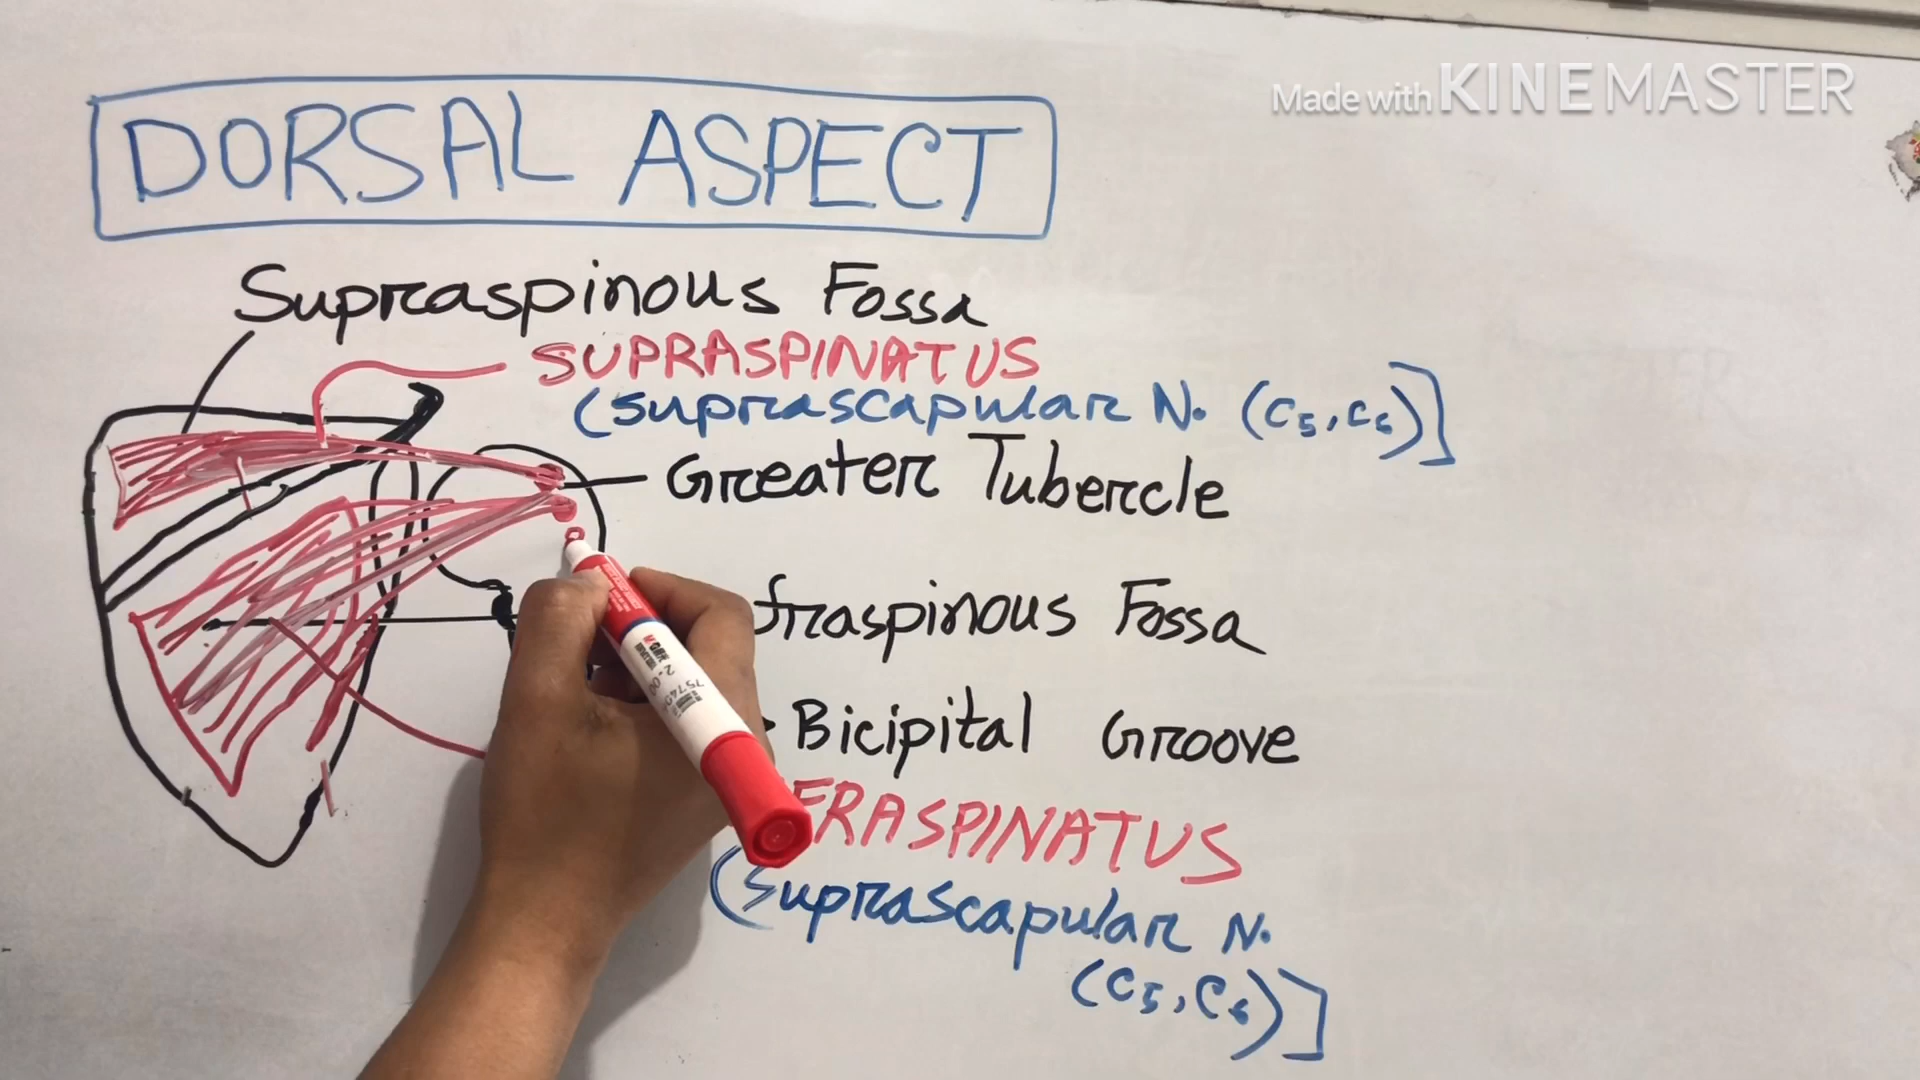 Made with KINEMASTER
DORSAL ASPECT
Supraspinous Fossa
SUPRASPINATUS
(suprascapular N. (C5, C6)]
Greater Tubercle
fraspinous Fossa
Bicipital Groove
FRASPINATUS
(suprascapular N.
(C5, C6)]